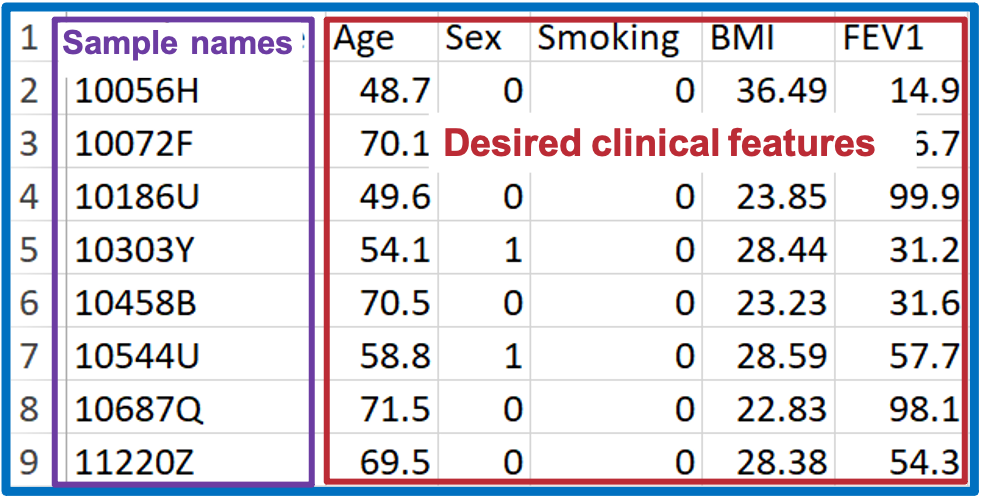 1 Sample names Age Sex Smoking BMI FEV1
2 10056H 48.7 0 0 36.49 14.9
3 10072F 70.1 Desired clinical features 6.7
4 10186U 49.6 0 0 23.85 99.9
5 10303Y 54.1 1 0 28.44 31.2
6 10458B 70.5 0 0 23.23 31.6
7 10544U 58.8 1 0 28.59 57.7
8 10687Q 71.5 0 0 22.83 98.1
9 11220Z 69.5 0 0 28.38 54.3